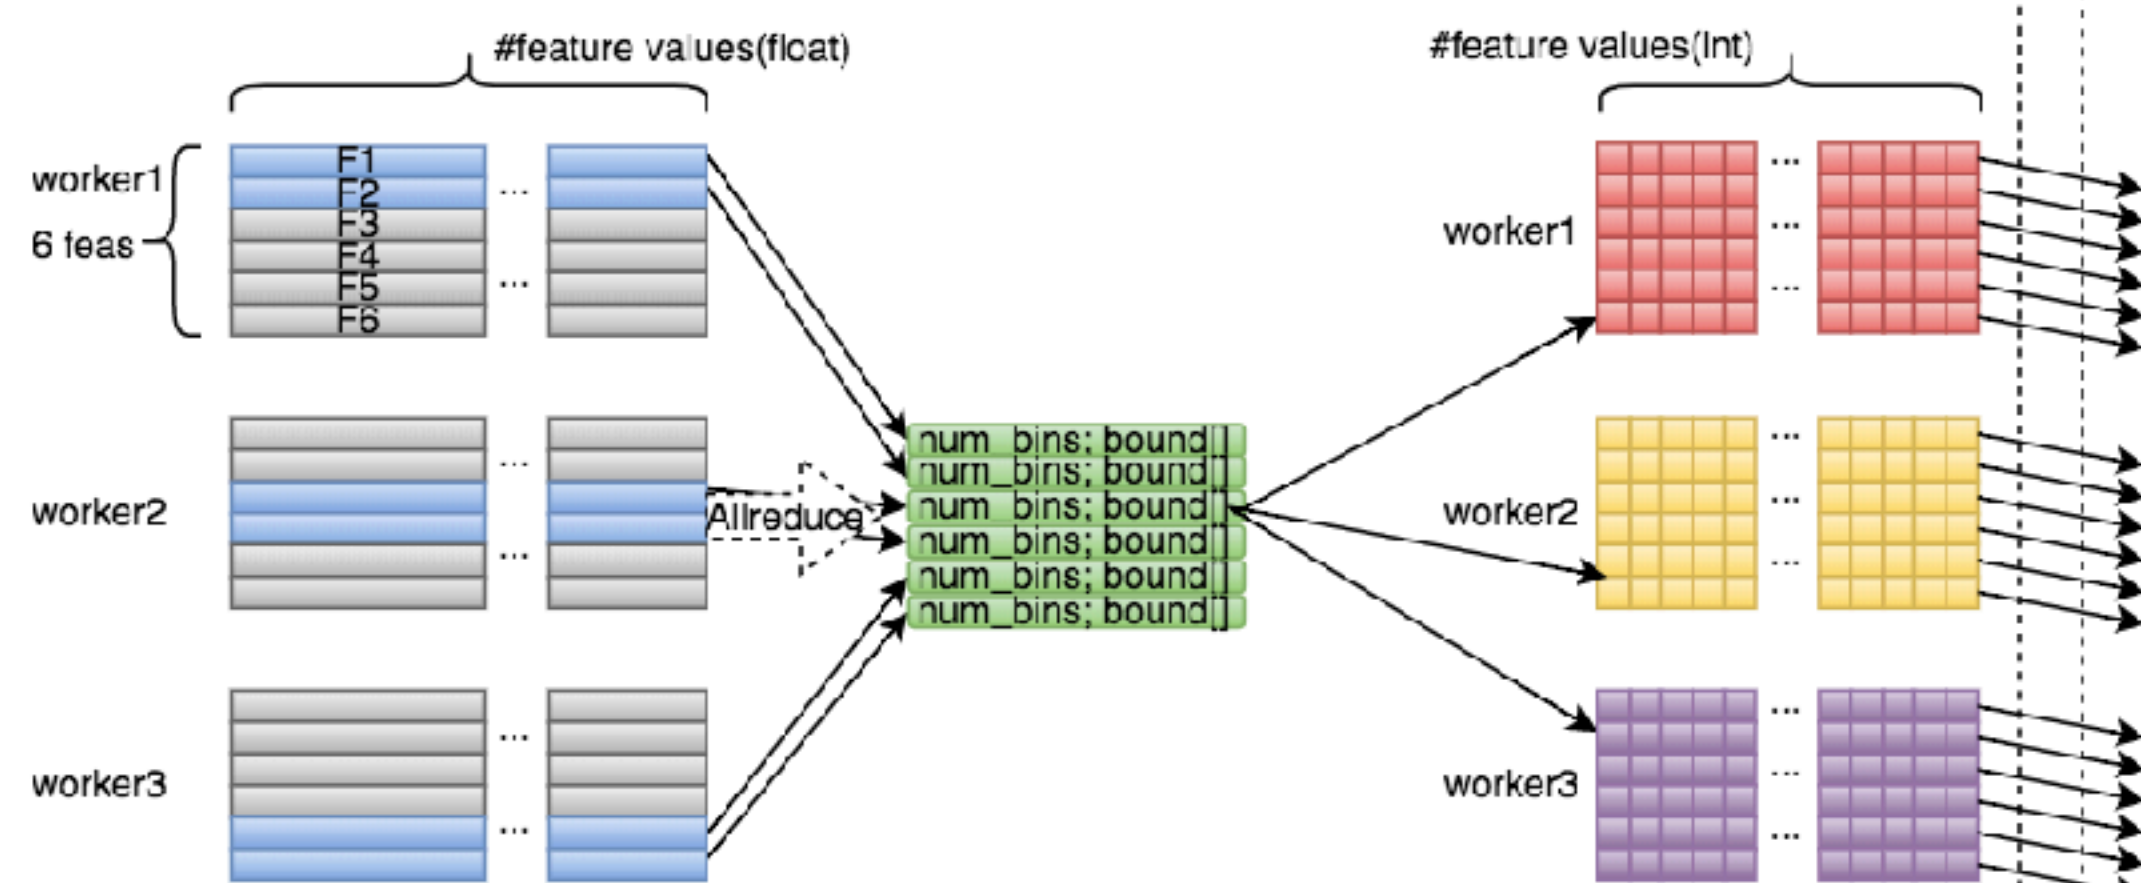 #feature values(float)
worker1
6 feas
F1
F2
F3
F4
F5
F6
...
...
worker2
...
...
worker3
...
...
Allreduce
num_bins; bound[]
num_bins; bound[]
num_bins; bound[]
num_bins; bound[]
num_bins; bound[]
num_bins; bound[]
#feature values(Int)
worker1
...
...
...
worker2
...
...
...
worker3
...
...
...